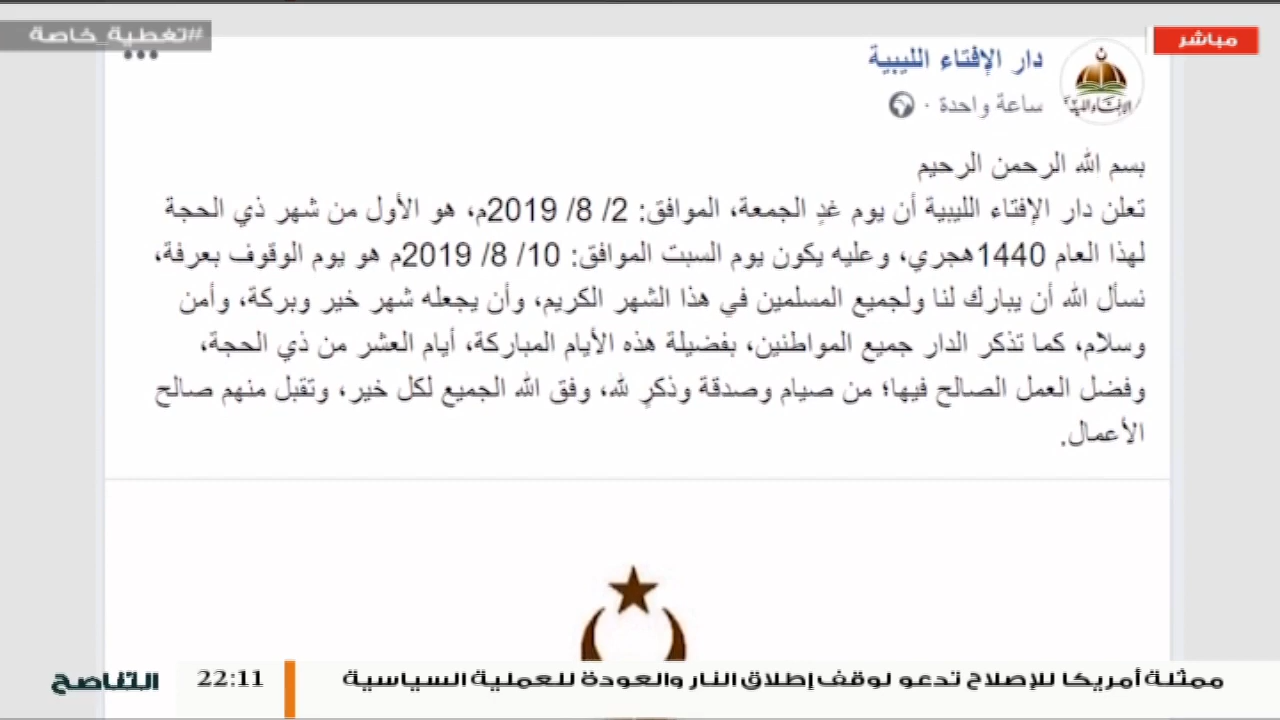 #تغطية_خاصة
مباشر
دار الإفتاء الليبية
ساعة واحدة ·
بسم الله الرحمن الرحيم
تعلن دار الإفتاء الليبية أن يوم غدٍ الجمعة، الموافق: 2/ 8/ 2019م، هو الأول من شهر ذي الحجة
لهذا العام 1440هجري، وعليه يكون يوم السبت الموافق: 10/ 8/ 2019م هو يوم الوقوف بعرفة،
نسأل الله أن يبارك لنا ولجميع المسلمين في هذا الشهر الكريم، وأن يجعله شهر خير وبركة، وأمن
وسلام، كما تذكر الدار جميع المواطنين، بفضيلة هذه الأيام المباركة، أيام العشر من ذي الحجة،
وفضل العمل الصالح فيها؛ من صيام وصدقة وذكرٍ لله، وفق الله الجميع لكل خير، وتقبل منهم صالح
الأعمال.
ممثلة أمريكا للإصلاح تدعو لوقف إطلاق النار والعودة للعملية السياسية
22:11
التناصح